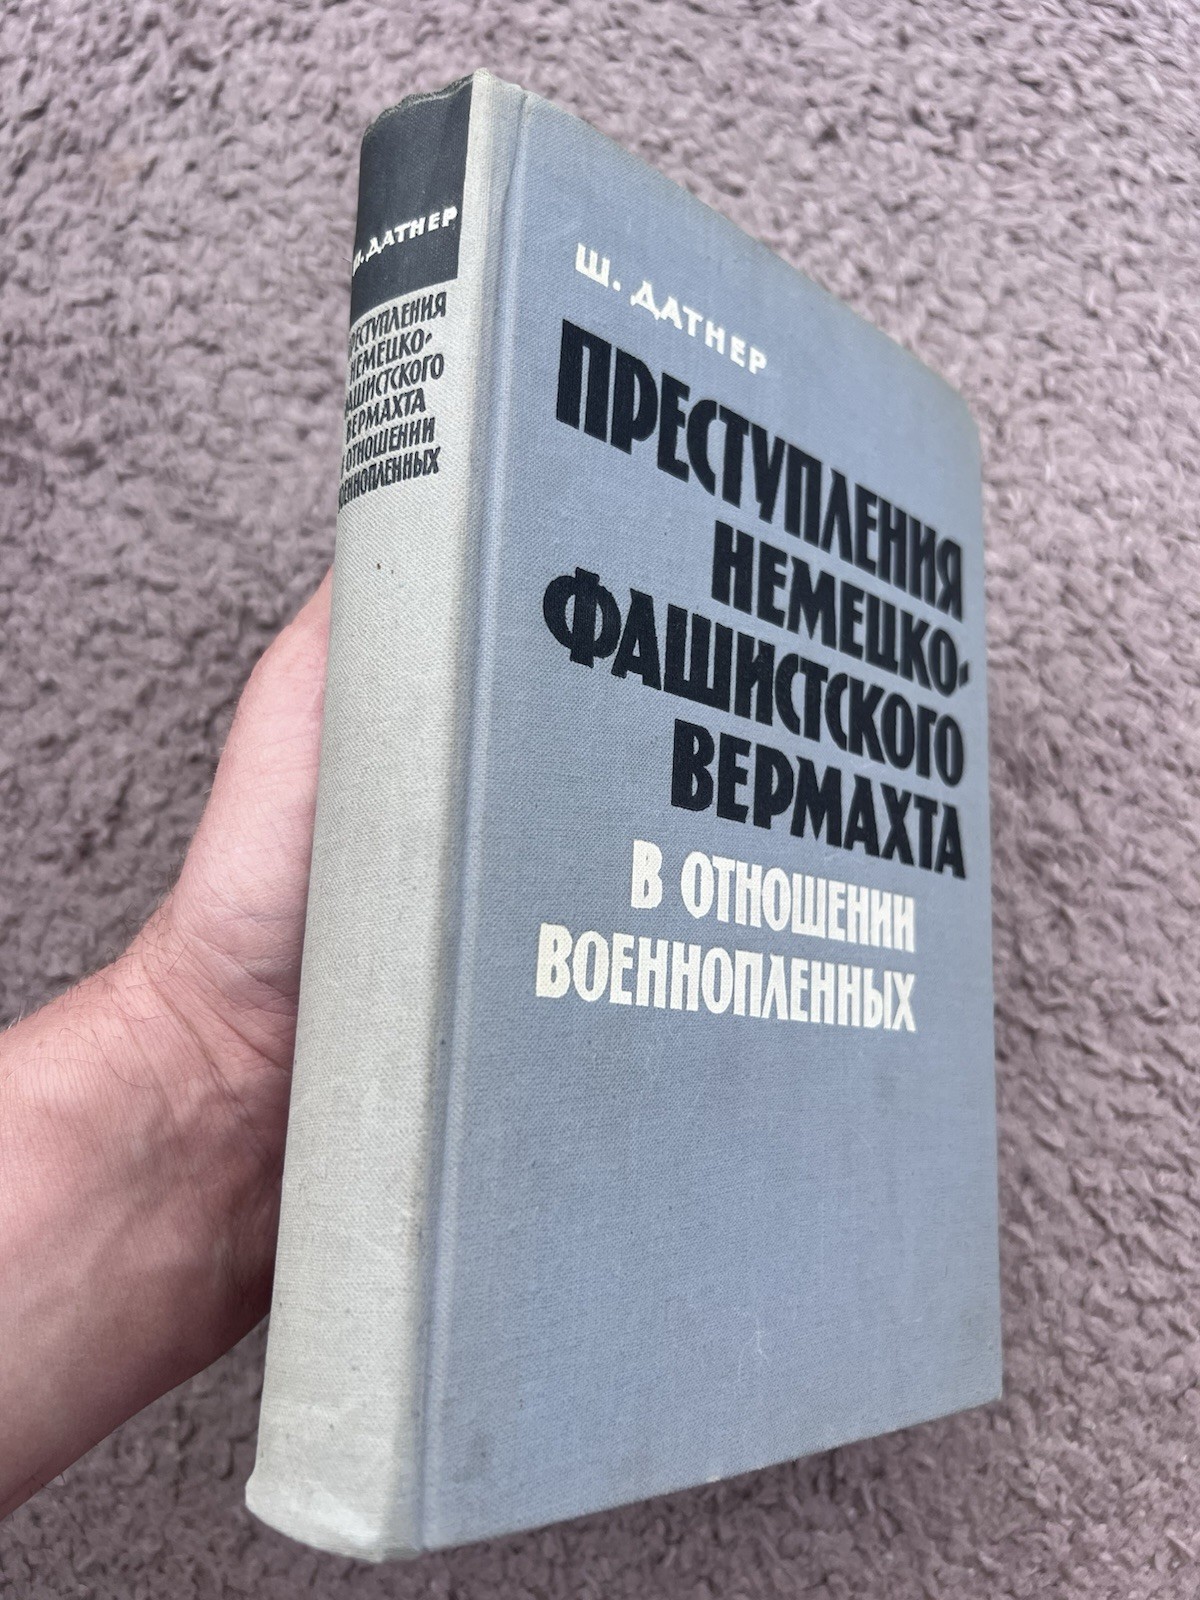 Ш. ДАТНЕР
ПРЕСТУПЛЕНИЯ
НЕМЕЦКО-
ФАШИСТСКОГО
ВЕРМАХТА
В ОТНОШЕНИИ
ВОЕННОПЛЕННЫХ
Ш. ДАТНЕР
ПРЕСТУПЛЕНИЯ
НЕМЕЦКО-
ФАШИСТСКОГО
ВЕРМАХТА
В ОТНОШЕНИИ
ВОЕННОПЛЕННЫХ